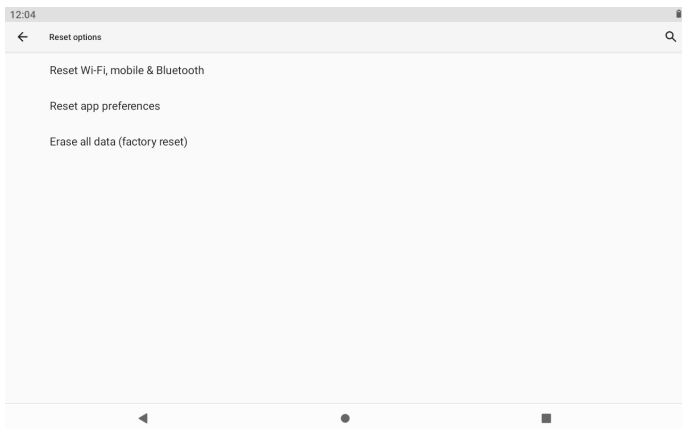 12:04
Reset options
Reset Wi-Fi, mobile & Bluetooth
Reset app preferences
Erase all data (factory reset)